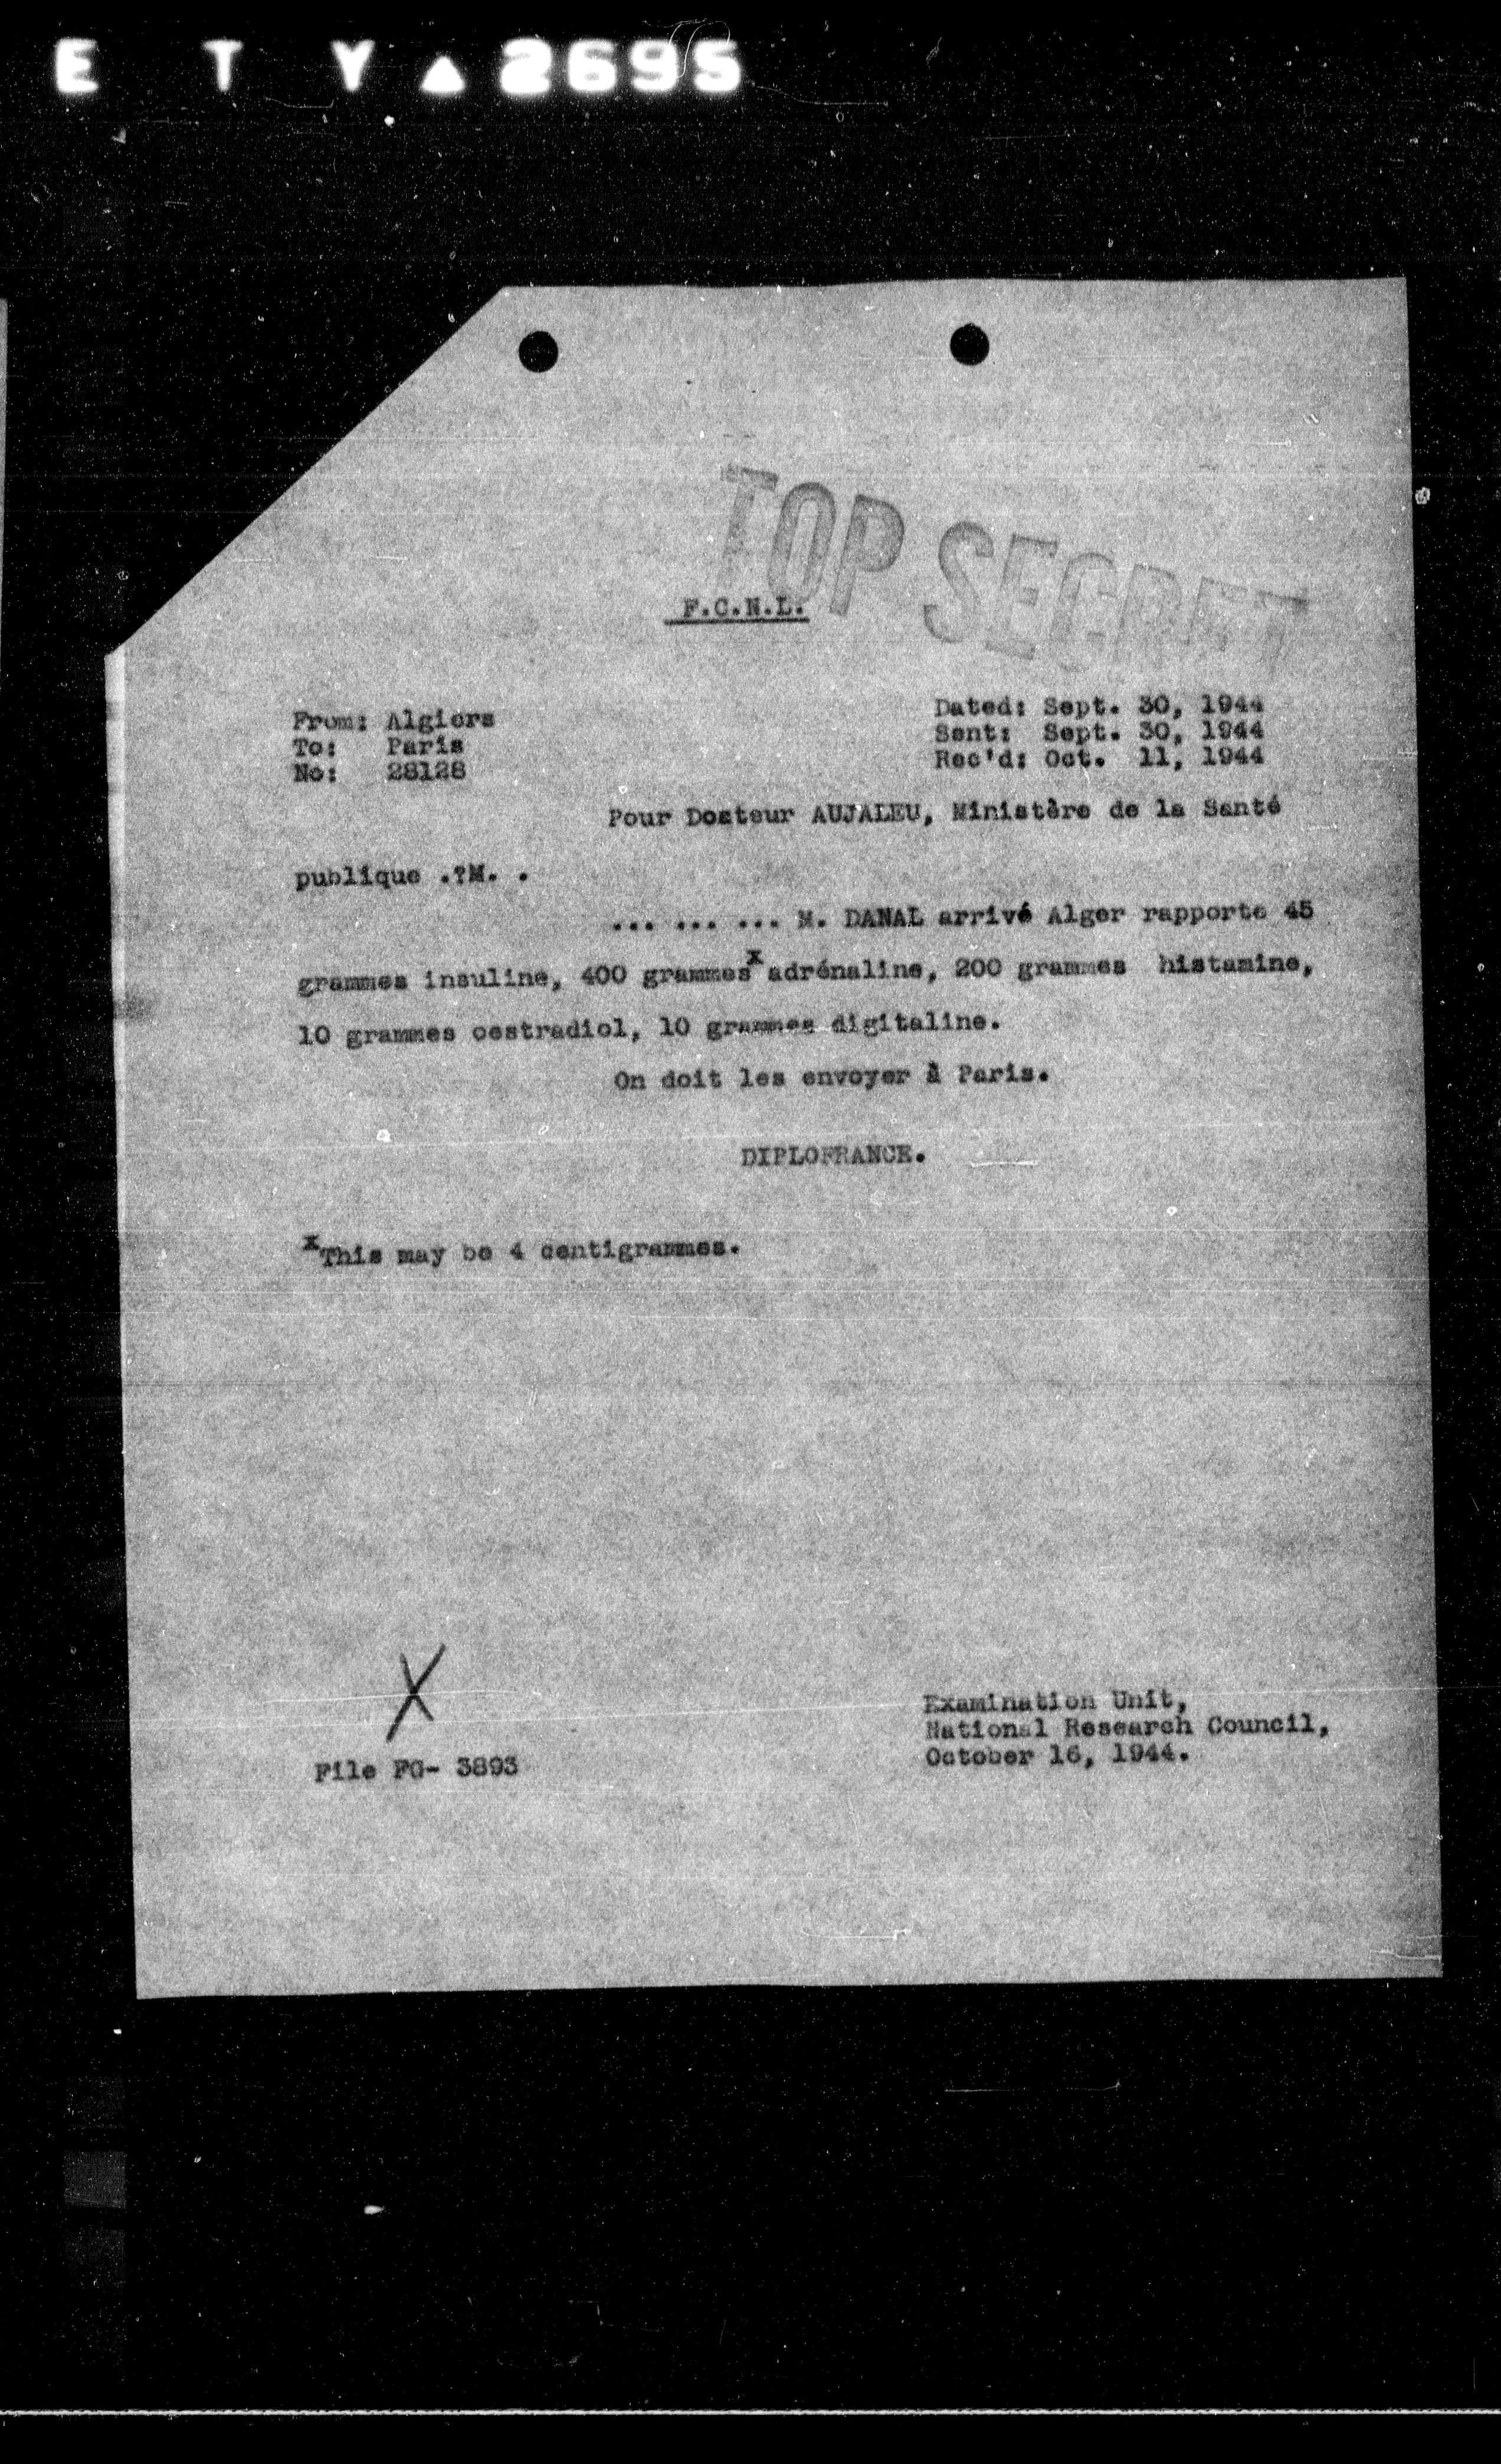 E T Y ▲ 2695
TOP SECRET
F.C.N.L.
From: Algiers
To: Paris
No: 28128
Dated: Sept. 30, 1944
Sent: Sept. 30, 1944
Rec'd: Oct. 11, 1944
Pour Docteur AUJALEU, Ministère de la Santé
publique .?M. .
... ... ... M. DANAL arrivé Alger rapporte 45
grammes insuline, 400 grammes x adrénaline, 200 grammes histamine,
10 grammes oestradiol, 10 grammes digitaline.
On doit les envoyer à Paris.
DIPLOFRANCE.
x This may be 4 centigrammes.
X
File FG- 3893
Examination Unit,
National Research Council,
October 16, 1944.